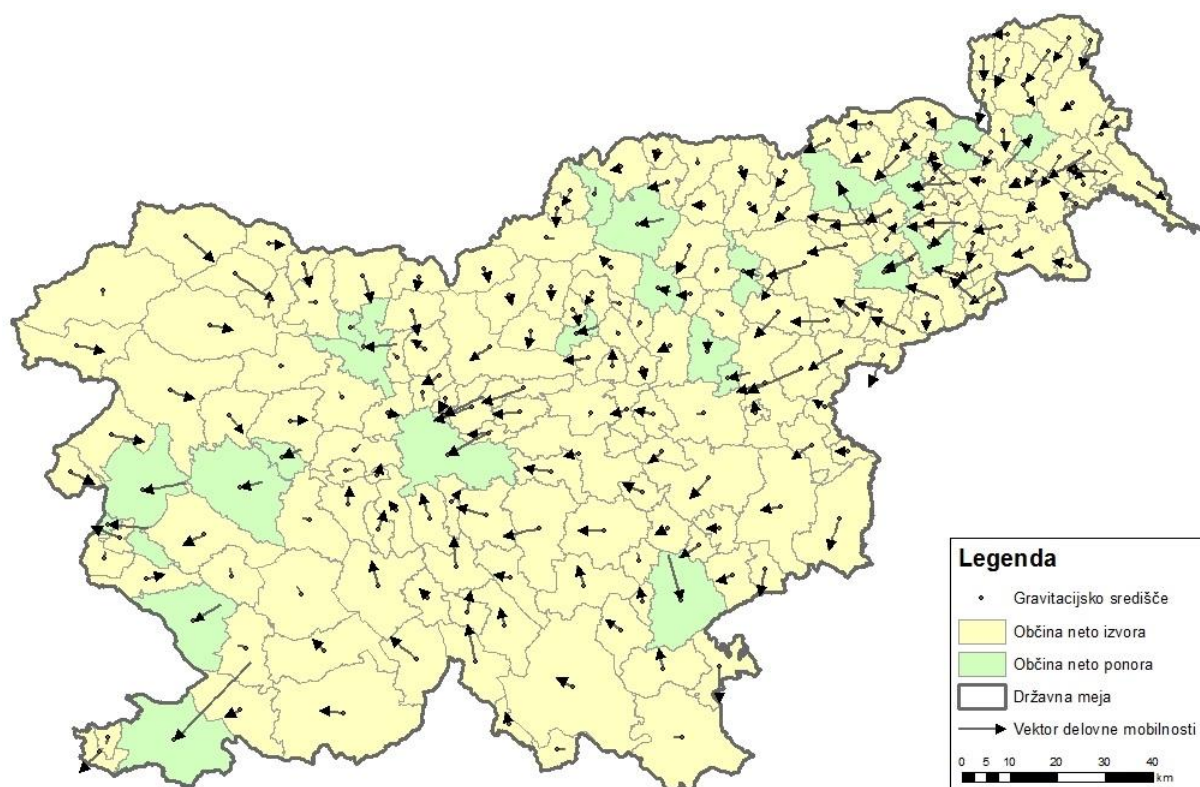 Legenda
Gravitacijsko središče
Občina neto izvora
Občina neto ponora
Državna meja
Vektor delovne mobilnosti
0 5 10 20 30 40
km